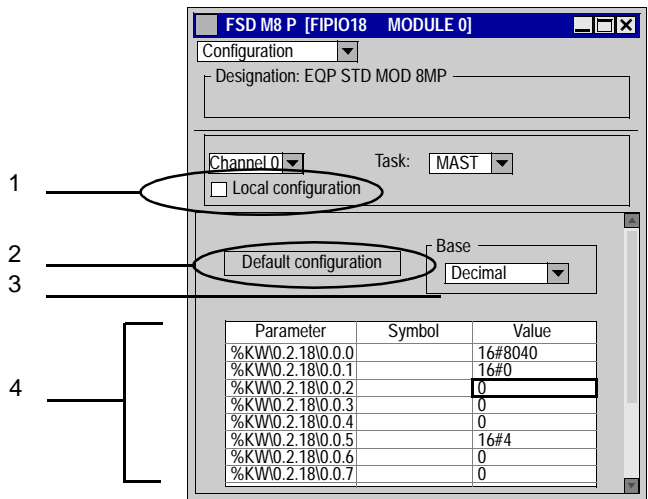 FSD M8 P [FIPIO18 MODULE 0]
Configuration
Designation: EQP STD MOD 8MP
Channel 0
Task: MAST
1
Local configuration
2
Default configuration
Base
Decimal
3
Parameter Symbol Value
%KW\0.2.18\0.0.0 16#8040
%KW\0.2.18\0.0.1 16#0
%KW\0.2.18\0.0.2 0
%KW\0.2.18\0.0.3 0
%KW\0.2.18\0.0.4 0
%KW\0.2.18\0.0.5 16#4
%KW\0.2.18\0.0.6 0
%KW\0.2.18\0.0.7 0
4